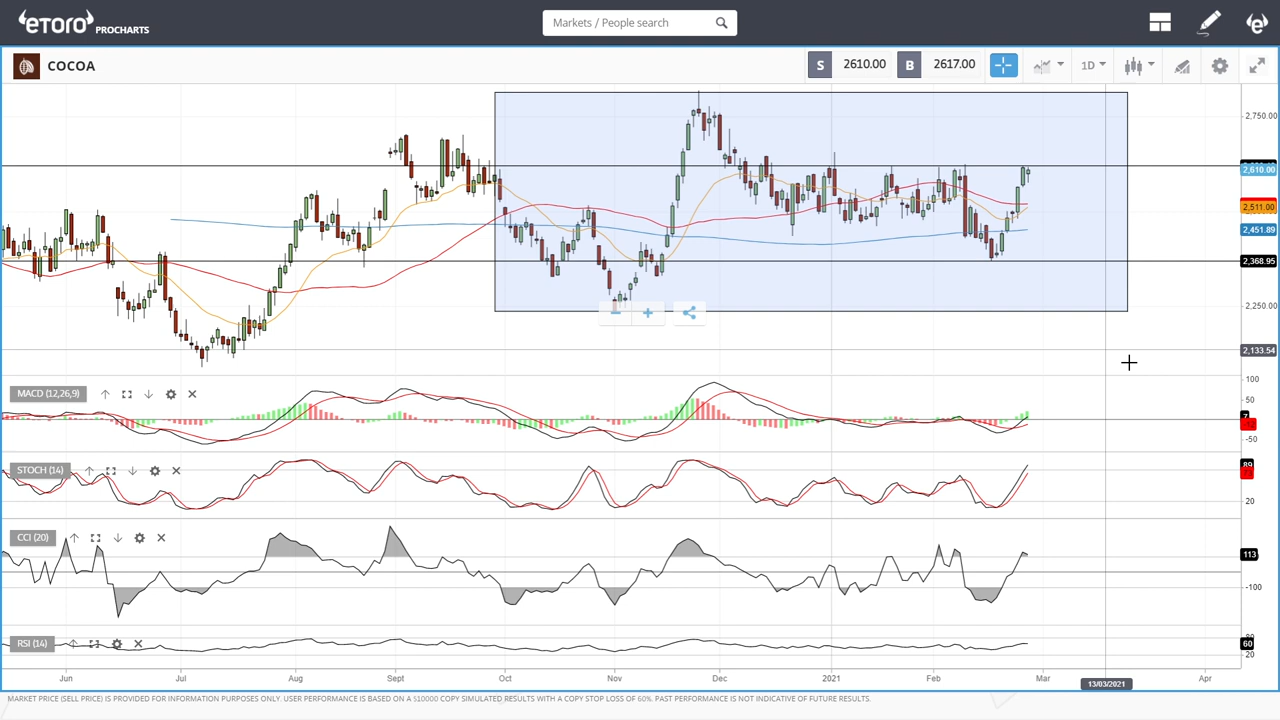 eToro PROCHARTS
Markets / People search
COCOA
S 2610.00 B 2617.00
1D
2,750.00
2,610.00
2,511.00
2,451.89
2,368.95
2,250.00
2,133.54
MACD (12,26,9)
100
50
-50
STOCH (14)
89
20
CCI (20)
113
-100
RSI (14)
60
20
Jun Jul Aug Sept Oct Nov Dec 2021 Feb Mar Apr
13/03/2021
MARKET PRICE (SELL PRICE) IS PROVIDED FOR INFORMATION PURPOSES ONLY. USER PERFORMANCE IS BASED ON A $10000 COPY SIMULATED RESULTS WITH A COPY STOP LOSS OF 60%. PAST PERFORMANCE IS NOT INDICATIVE OF FUTURE RESULTS.